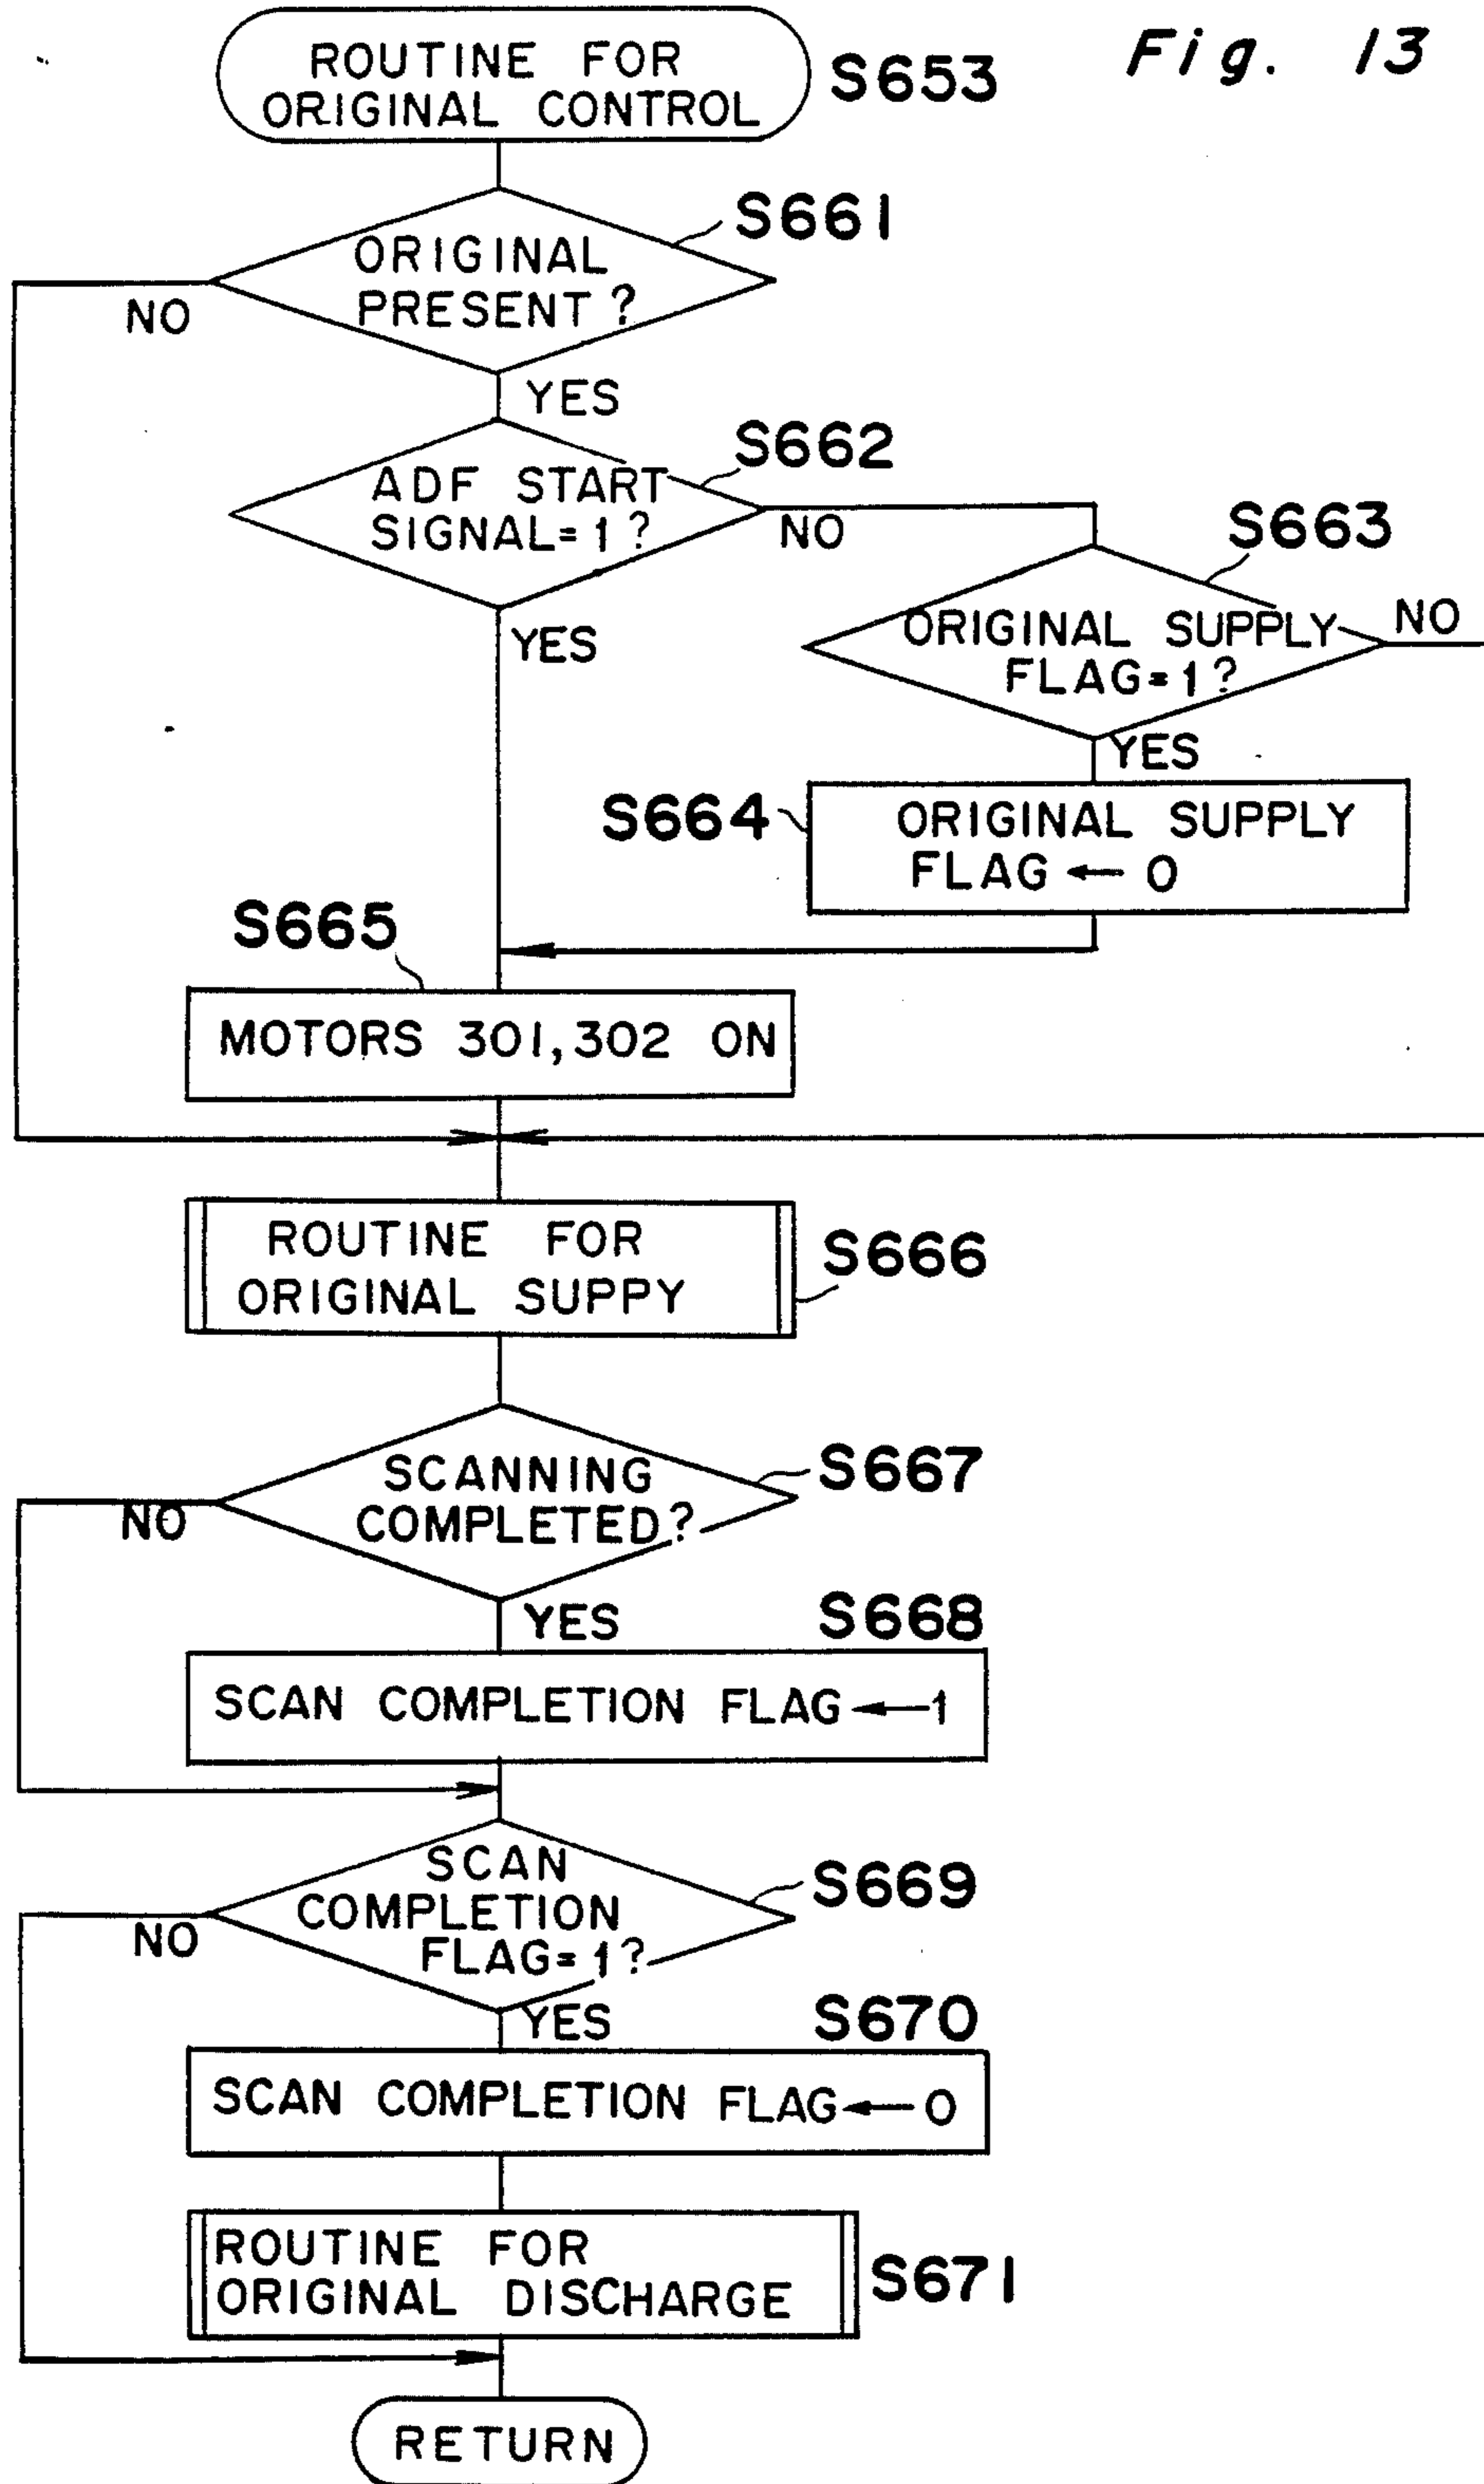 Fig. 13
ROUTINE FOR
ORIGINAL CONTROL
S653
S661
ORIGINAL
PRESENT ?
NO
YES
S662
ADF START
SIGNAL=1 ?
NO
YES
S663
ORIGINAL SUPPLY
FLAG=1 ?
NO
YES
S664
ORIGINAL SUPPLY
FLAG ← 0
S665
MOTORS 301,302 ON
ROUTINE FOR
ORIGINAL SUPPY
S666
SCANNING
COMPLETED ?
S667
NO
YES
S668
SCAN COMPLETION FLAG ← 1
SCAN
COMPLETION
FLAG=1 ?
S669
NO
YES
S670
SCAN COMPLETION FLAG ← 0
ROUTINE FOR
ORIGINAL DISCHARGE
S671
RETURN